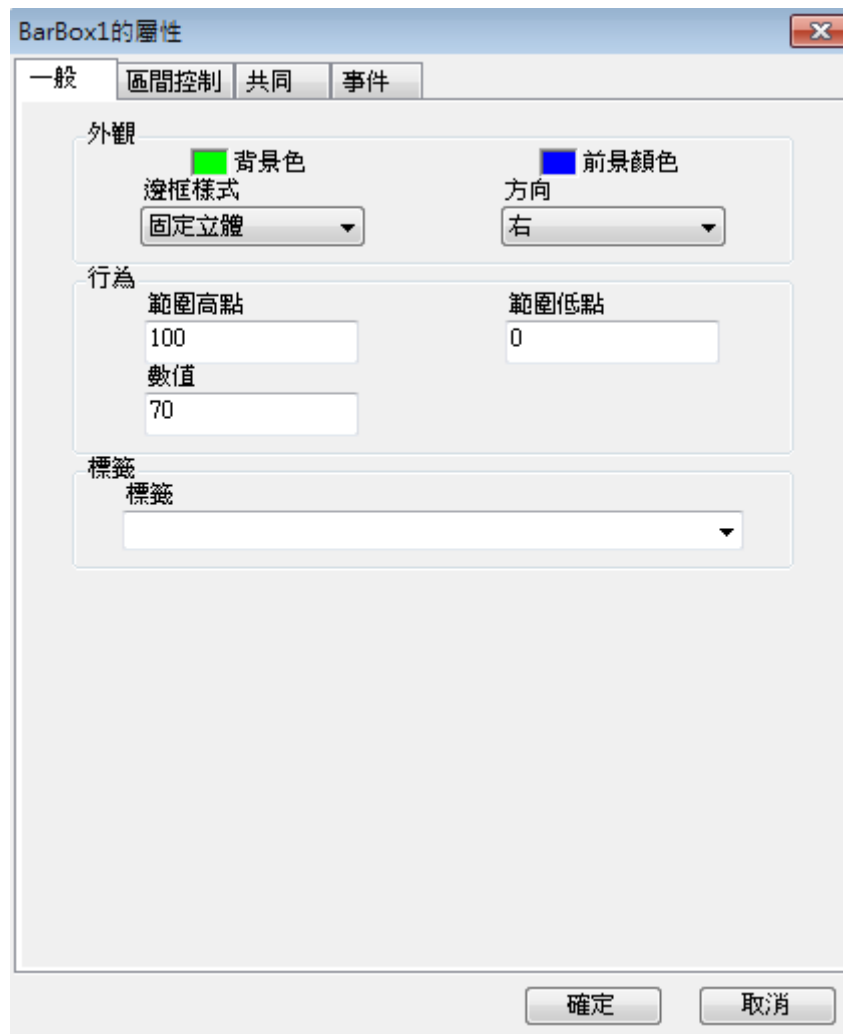 BarBox1的屬性
一般 區間控制 共同 事件
外觀
背景色 前景顏色
邊框樣式 方向
固定立體 右
行為
範圍高點 範圍低點
100 0
數值
70
標籤
標籤
確定 取消